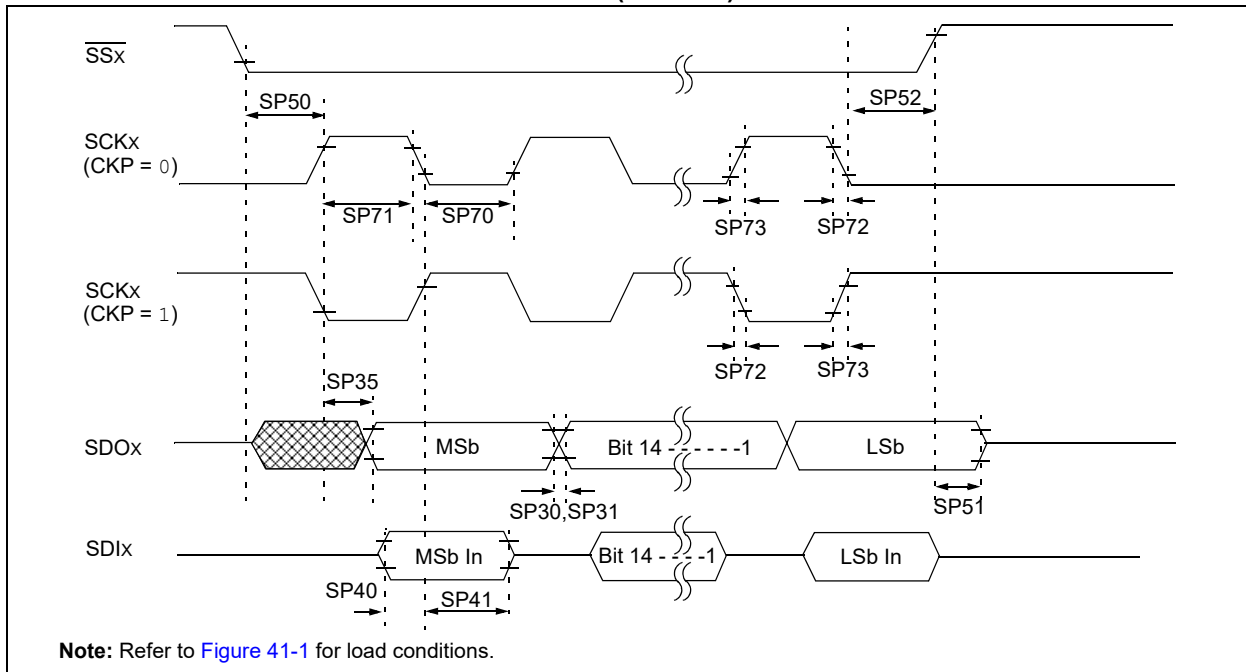 SSx
SP50
SP52
SCKx
(CKP = 0)
SP71
SP70
SP73
SP72
SCKx
(CKP = 1)
SP72
SP73
SP35
SDOx
MSb
Bit 14 - - - - - -1
LSb
SP30,SP31
SP51
SDIx
MSb In
Bit 14 - - - -1
LSb In
SP40
SP41
Note: Refer to Figure 41-1 for load conditions.